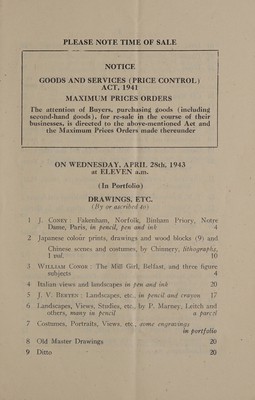 PLEASE NOTE TIME OF SALE
NOTICE
GOODS AND SERVICES (PRICE CONTROL)
ACT, 1941
MAXIMUM PRICES ORDERS
The attention of Buyers, purchasing goods (including
second-hand goods), for re-sale in the course of their
businesses, is directed to the above-mentioned Act and
the Maximum Prices Orders made thereunder
ON WEDNESDAY, APRIL 28th, 1943
at ELEVEN a.m.
(In Portfolio)
DRAWINGS, ETC.
(By or ascribed to)
1 J. Coney: Fakenham, Norfolk, Binham Priory, Notre
Dame, Paris, in pencil, pen and ink 4
2 Japanese colour prints, drawings and wood blocks (9) and
Chinese scenes and costumes, by Chinnery, lithographs,
1 vol. 10
3 William Conor: The Mill Girl, Belfast, and three figure
subjects 4
4 Italian views and landscapes in pen and ink 20
5 J. V. : Landscapes, etc., in pencil and crayon 17
6 Landscapes, Views, Studies, etc., by P. Marney, Leitch and
others, many in pencil a parcel
7 Costumes, Portraits, Views, etc., some engravings
in portfolio
8 Old Master Drawings 20
9 Ditto 20